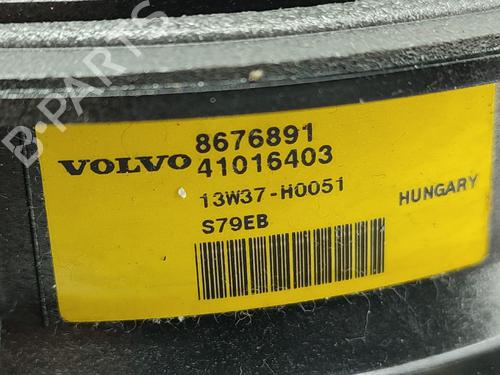 B-PARTS
8676891
VOLVO 41016403
13W37-H0051
S79EB
HUNGARY